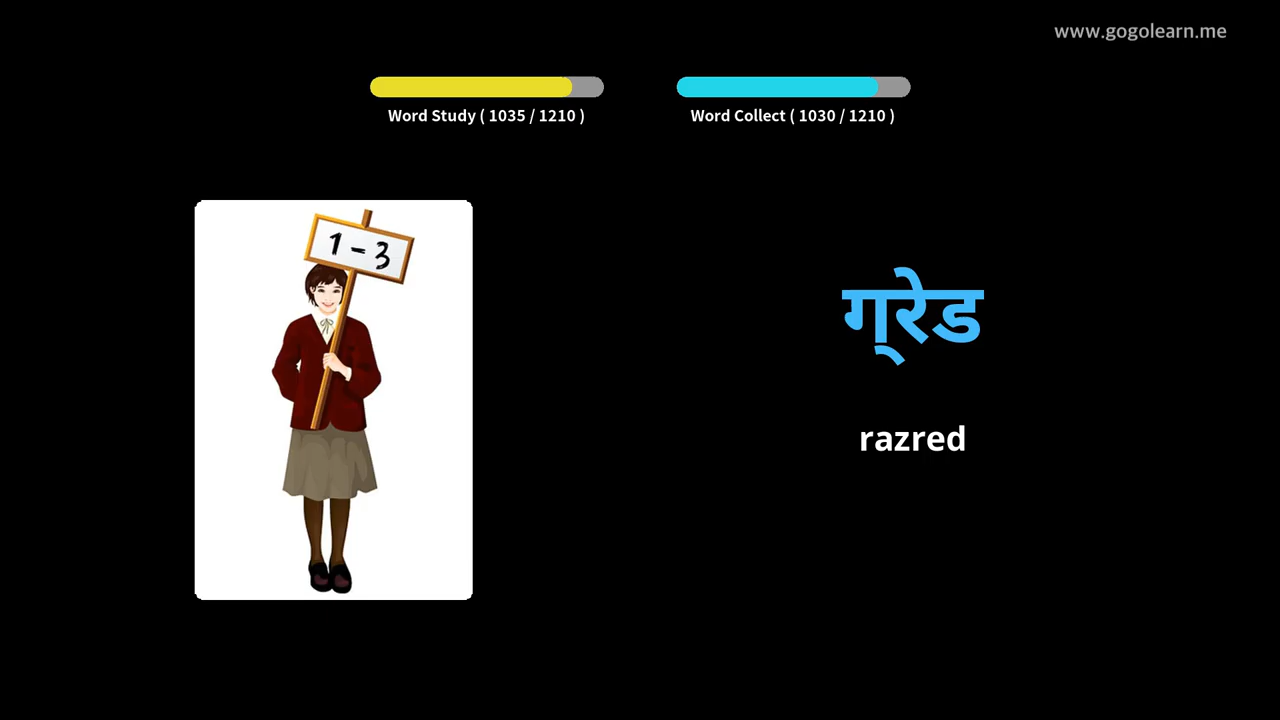 www.gogolearn.me
Word Study ( 1035 / 1210 )
Word Collect ( 1030 / 1210 )
1 - 3
ग्रेड
razred